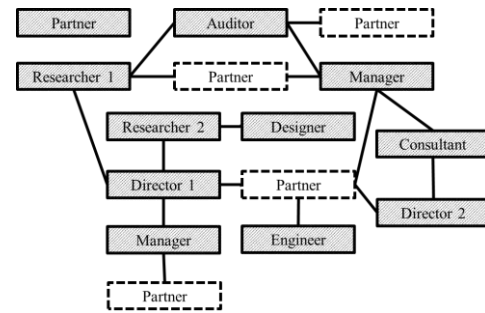 Partner
Auditor
Partner
Researcher 1
Partner
Manager
Researcher 2
Designer
Consultant
Director 1
Partner
Director 2
Manager
Engineer
Partner